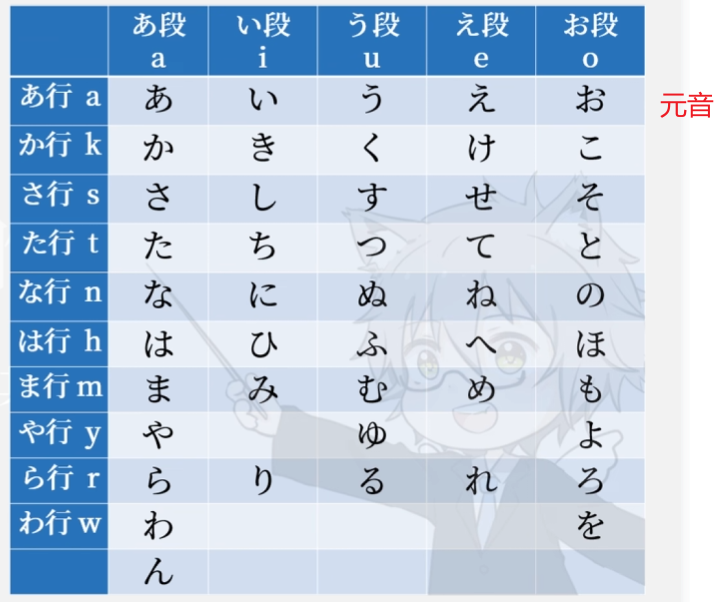 あ段 い段 う段 え段 お段
a i u e o
あ行 a あ い う え お 元音
か行 k か き く け こ
さ行 s さ し す せ そ
た行 t た ち つ て と
な行 n な に ぬ ね の
は行 h は ひ ふ へ ほ
ま行 m ま み む め も
や行 y や ゆ よ
ら行 r ら り る れ ろ
わ行 w わ を
ん